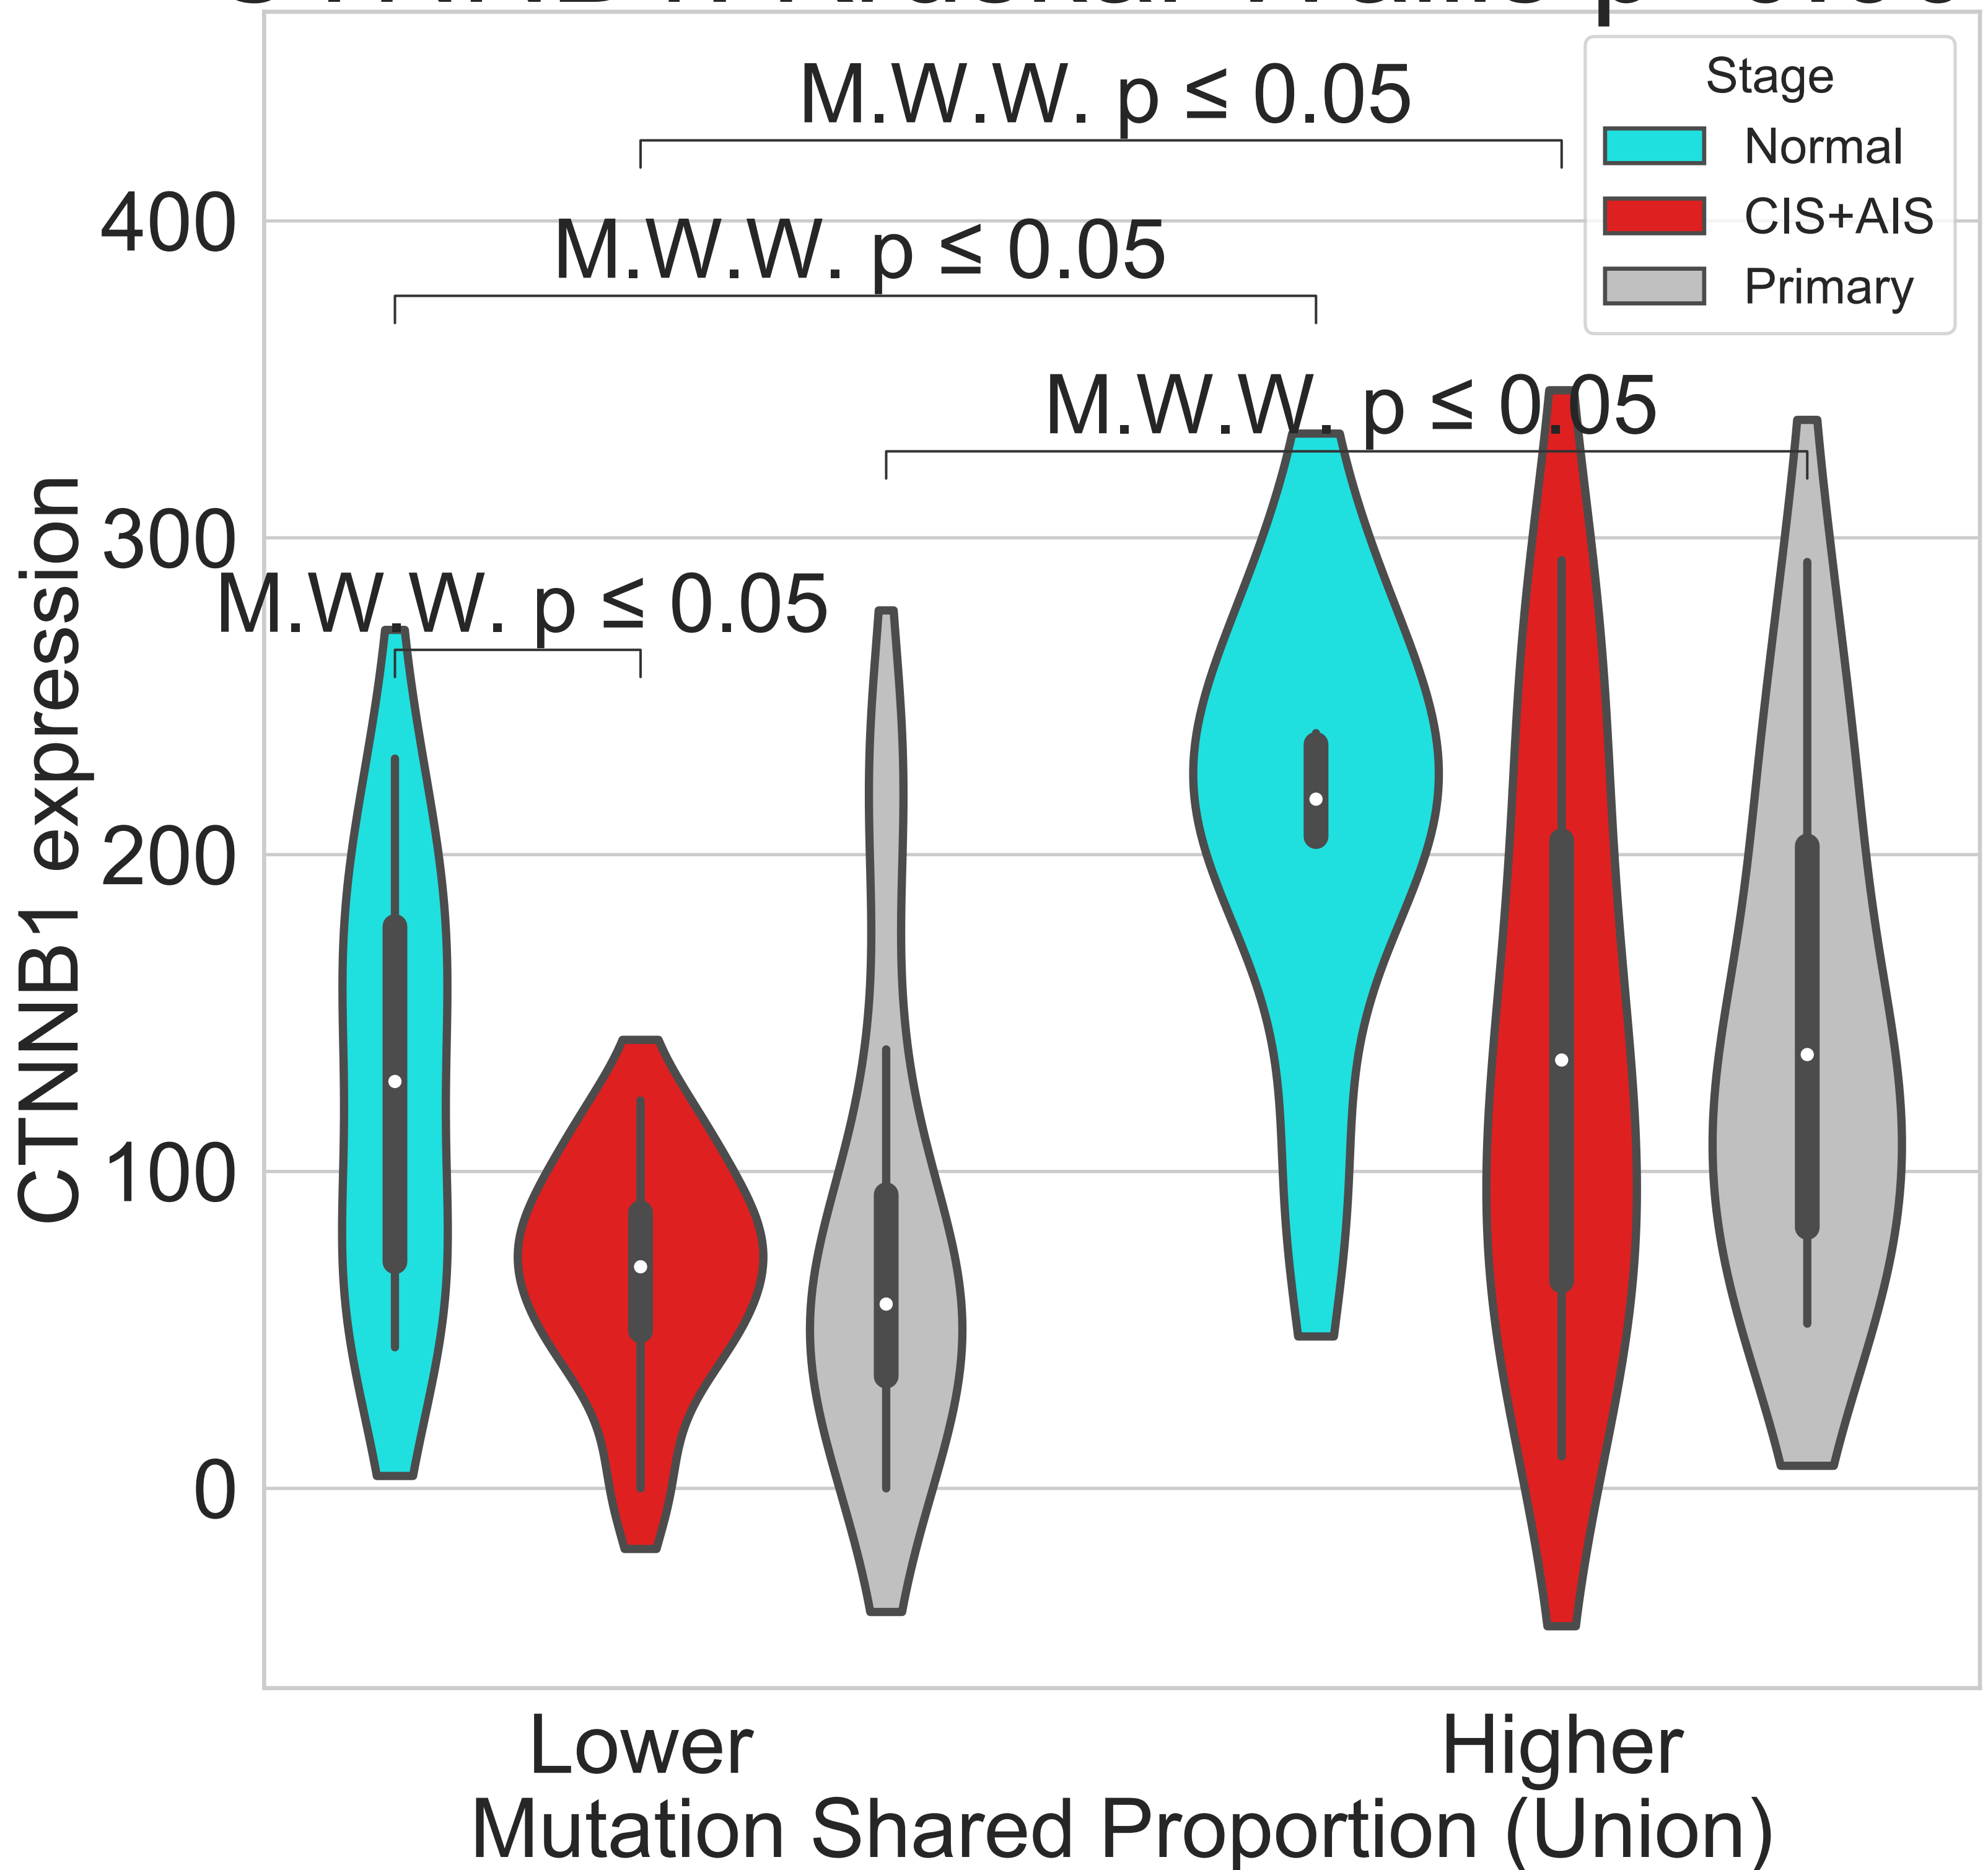 M.W.W. p ≤ 0.05
Stage
Normal
CIS+AIS
Primary
400
M.W.W. p ≤ 0.05
M.W.W. p ≤ 0.05
300
M.W.W. p ≤ 0.05
200
100
0
CTNNB1 expression
Lower
Higher
Mutation Shared Proportion (Union)